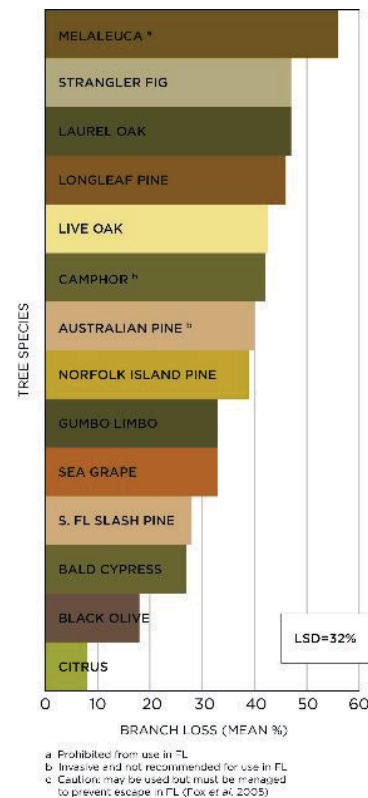 MELALEUCA a
STRANGLER FIG
LAUREL OAK
LONGLEAF PINE
LIVE OAK
CAMPHOR b
AUSTRALIAN PINE b
NORFOLK ISLAND PINE
GUMBO LIMBO
SEA GRAPE
S. FL SLASH PINE
BALD CYPRESS
BLACK OLIVE
CITRUS
TREE SPECIES
LSD=32%
0 10 20 30 40 50 60
BRANCH LOSS (MEAN %)
a Prohibited from use in FL
b Invasive and not recommended for use in FL
c Caution: may be used but must be managed
to prevent escape in FL (Fox et al. 2005)